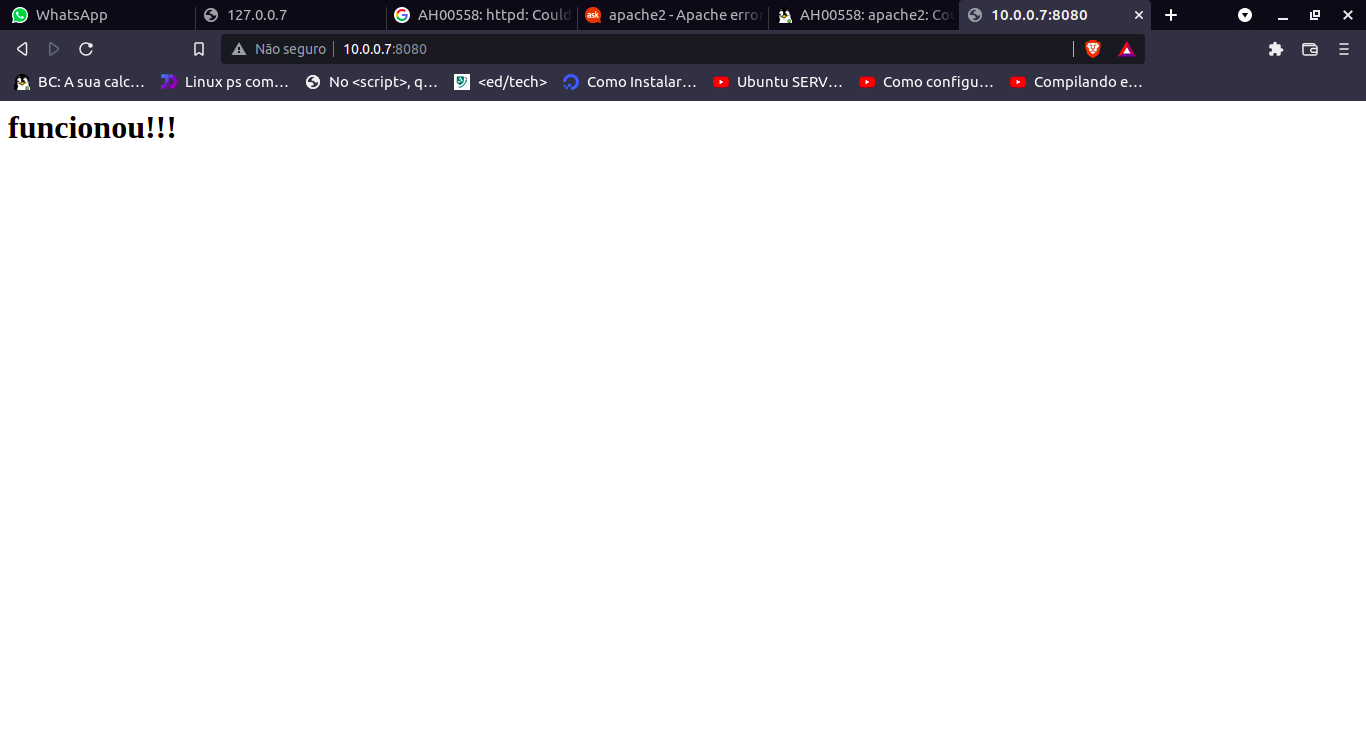 WhatsApp
127.0.0.7
AH00558: httpd: Could
ask apache2 - Apache error
AH00558: apache2: Cou
10.0.0.7:8080
Não seguro 10.0.0.7:8080
BC: A sua calc... Linux ps com... No <script>, q... <ed/tech> Como Instalar... Ubuntu SERV... Como configu... Compilando e...
funcionou!!!